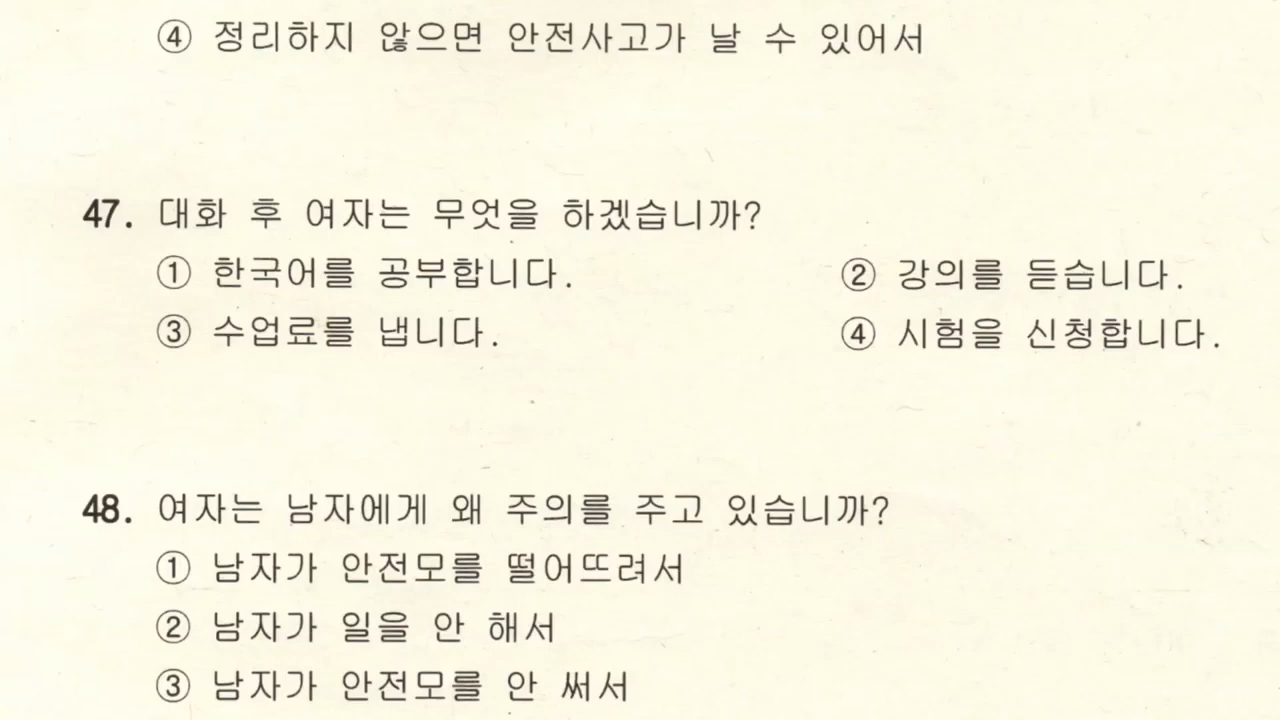 ④ 정리하지 않으면 안전사고가 날 수 있어서
47. 대화 후 여자는 무엇을 하겠습니까?
① 한국어를 공부합니다. ② 강의를 듣습니다.
③ 수업료를 냅니다. ④ 시험을 신청합니다.
48. 여자는 남자에게 왜 주의를 주고 있습니까?
① 남자가 안전모를 떨어뜨려서
② 남자가 일을 안 해서
③ 남자가 안전모를 안 써서